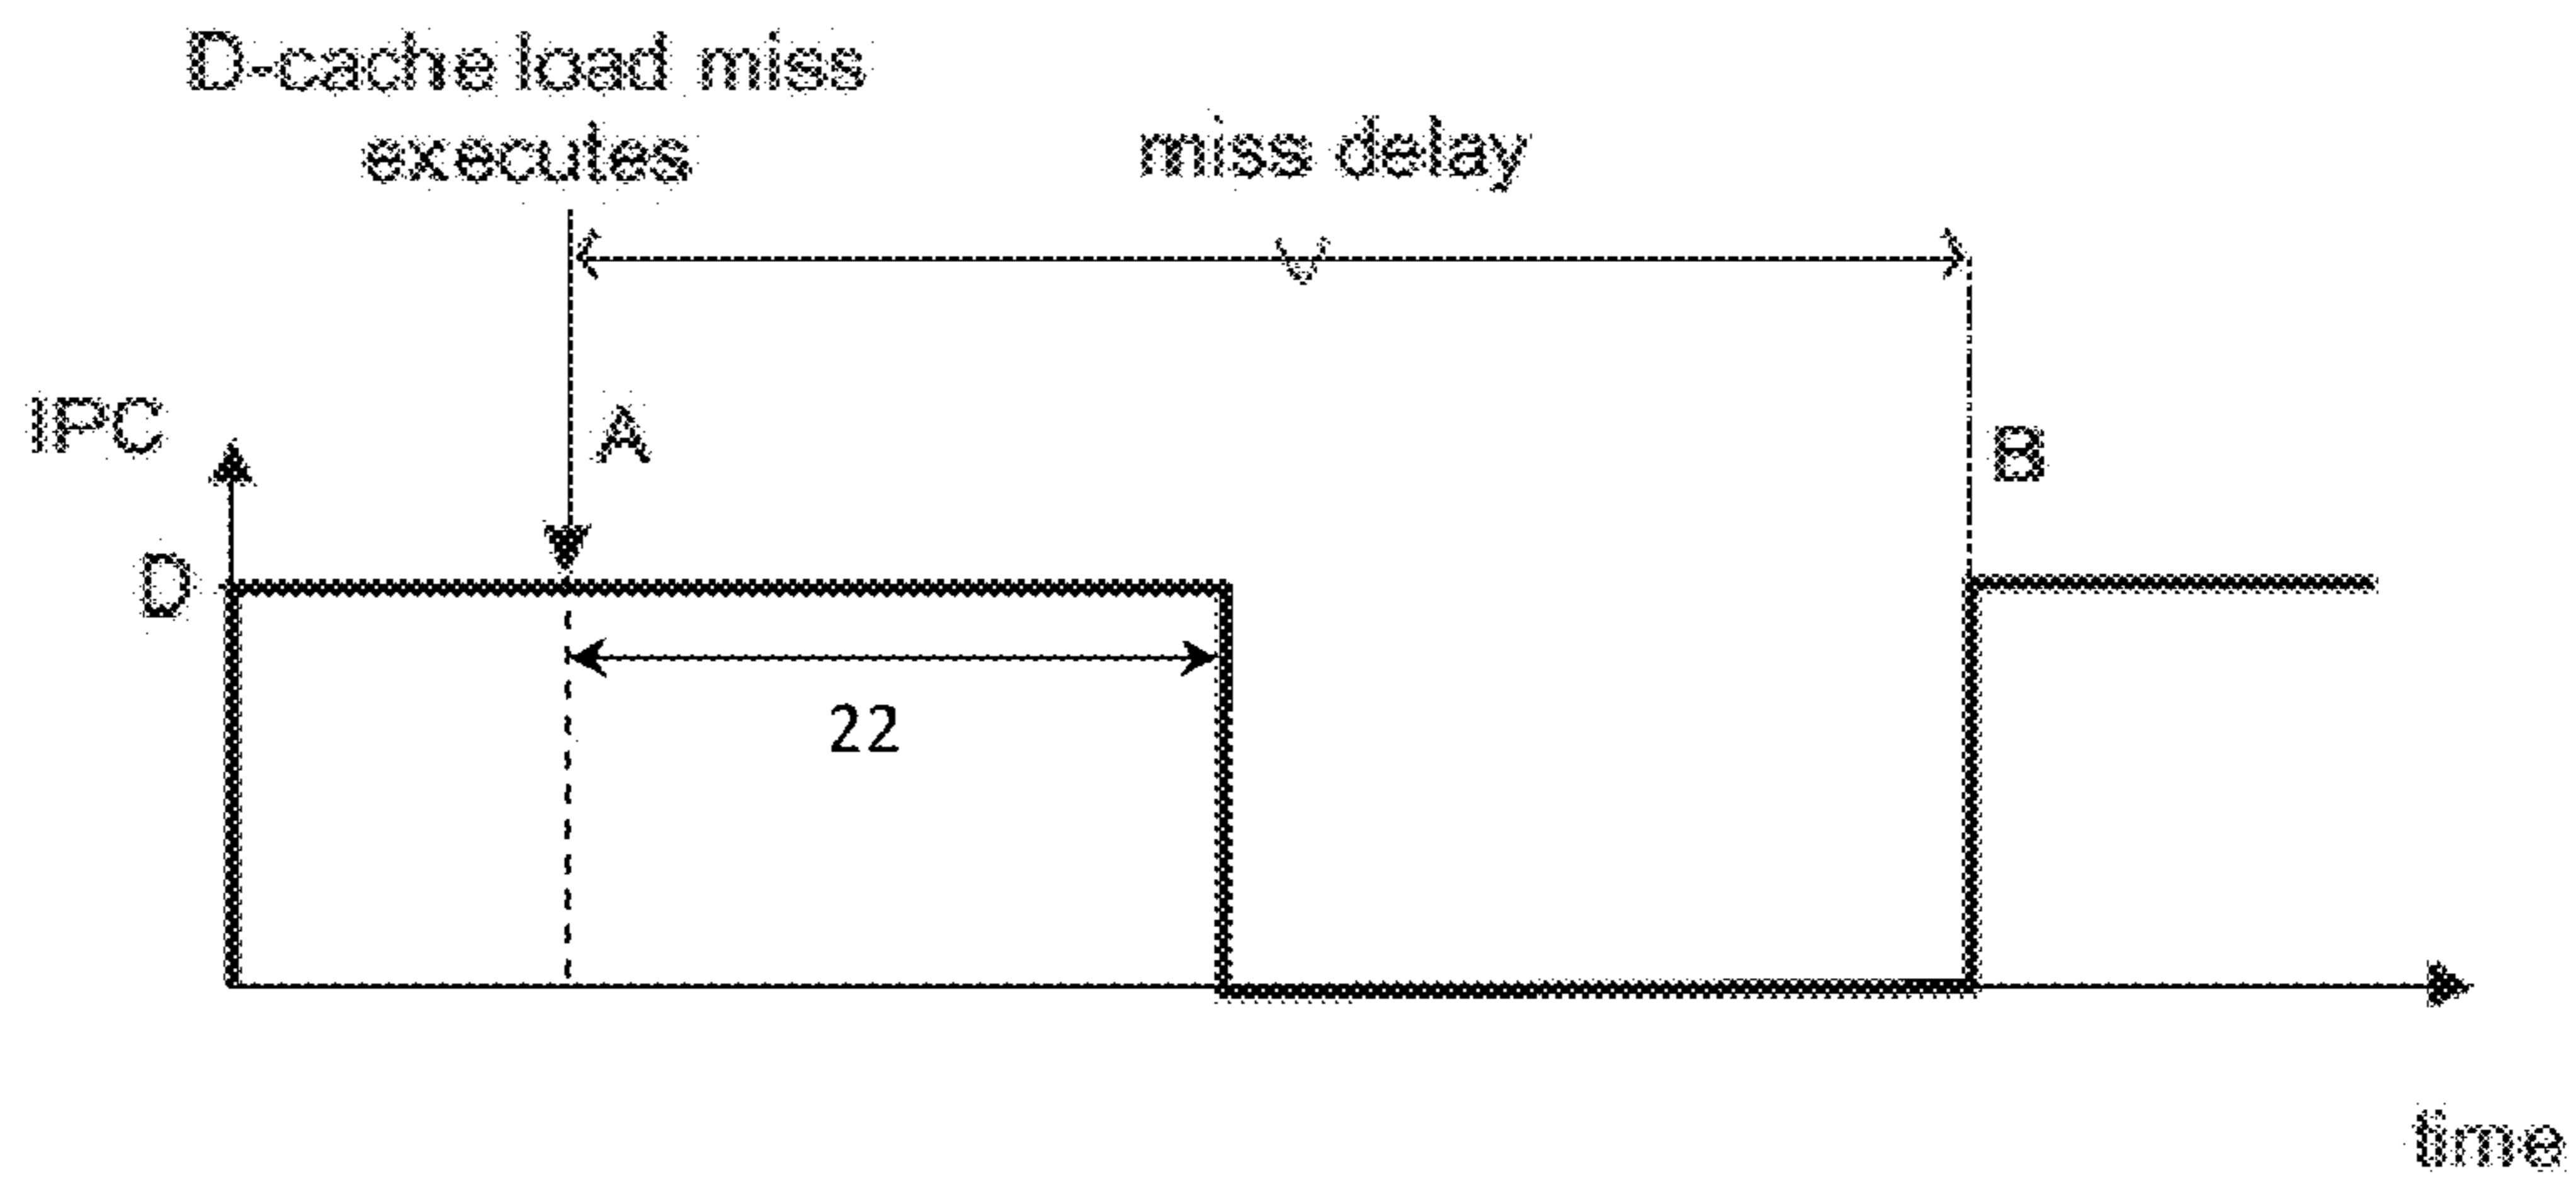 D-cache load miss
executes
miss delay
IPC
A
B
D
22
time